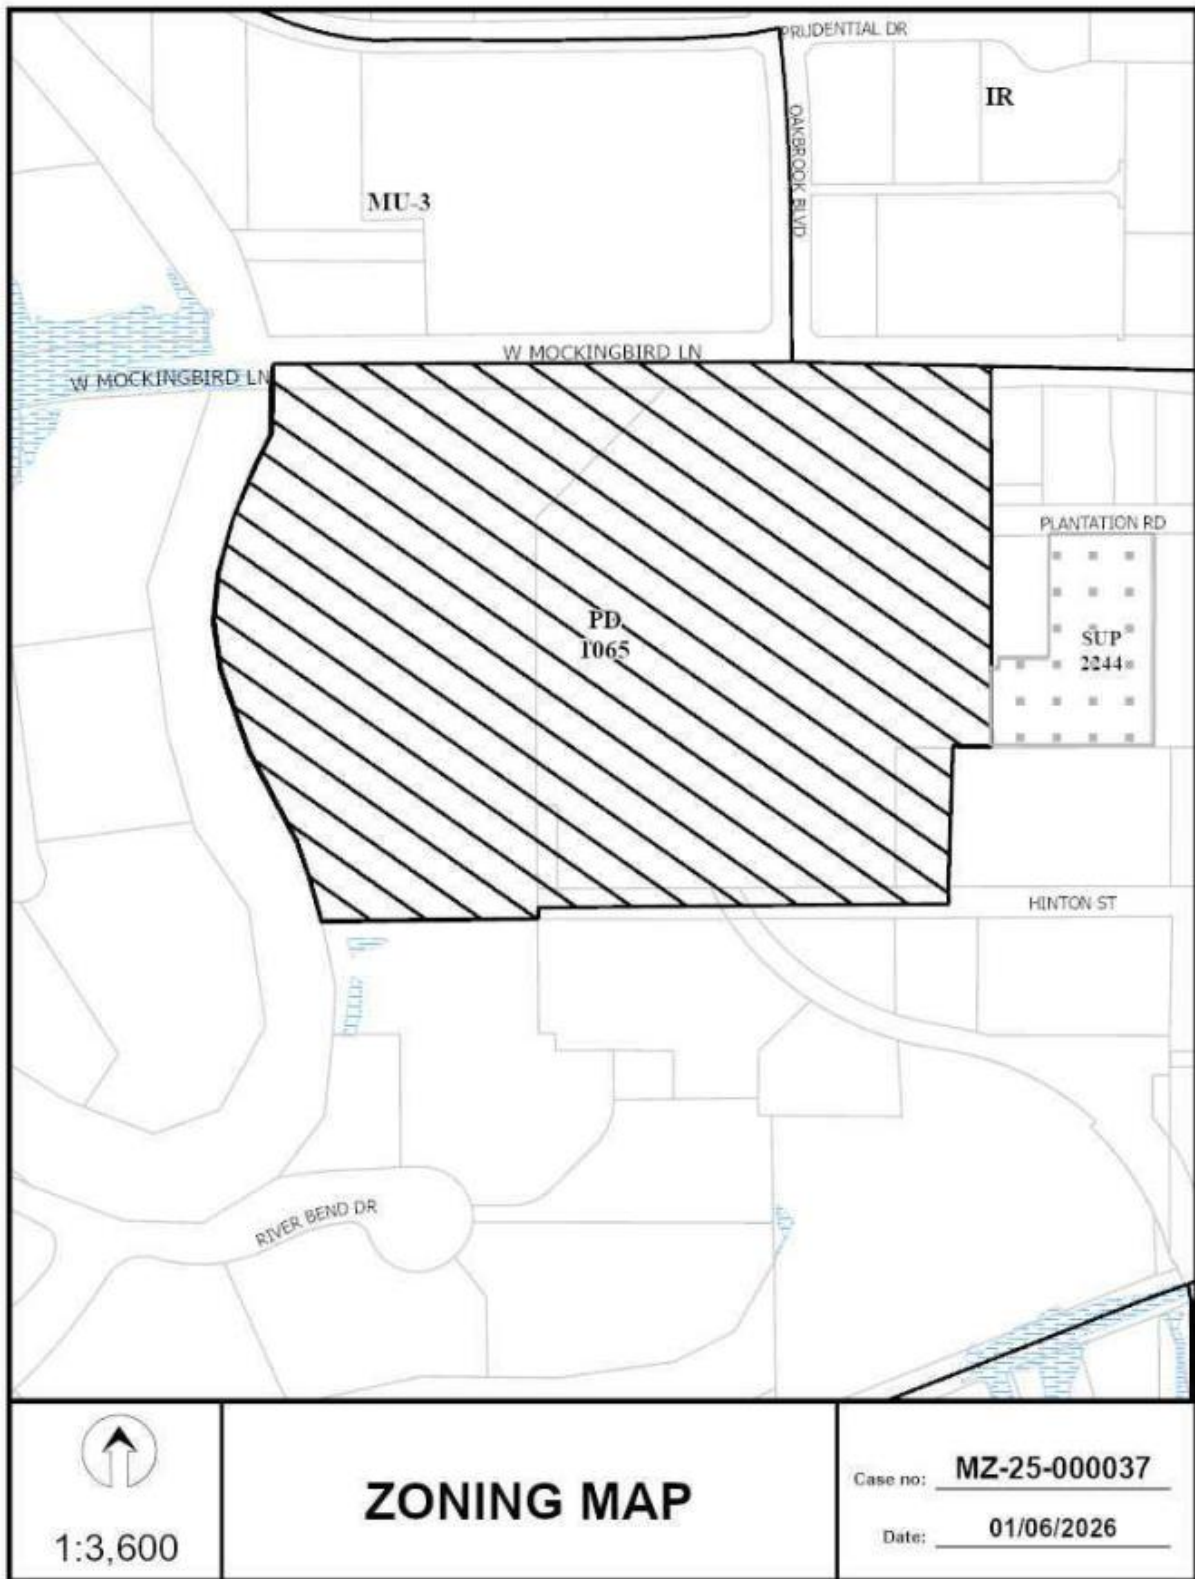 PRUDENTIAL DR
IR
OAKBROOK BLVD
MU-3
W MOCKINGBIRD LN
W MOCKINGBIRD LN
PLANTATION RD
PD
1065
SUP
2244
HINTON ST
RIVER BEND DR
1:3,600
ZONING MAP
Case no: MZ-25-000037
Date: 01/06/2026